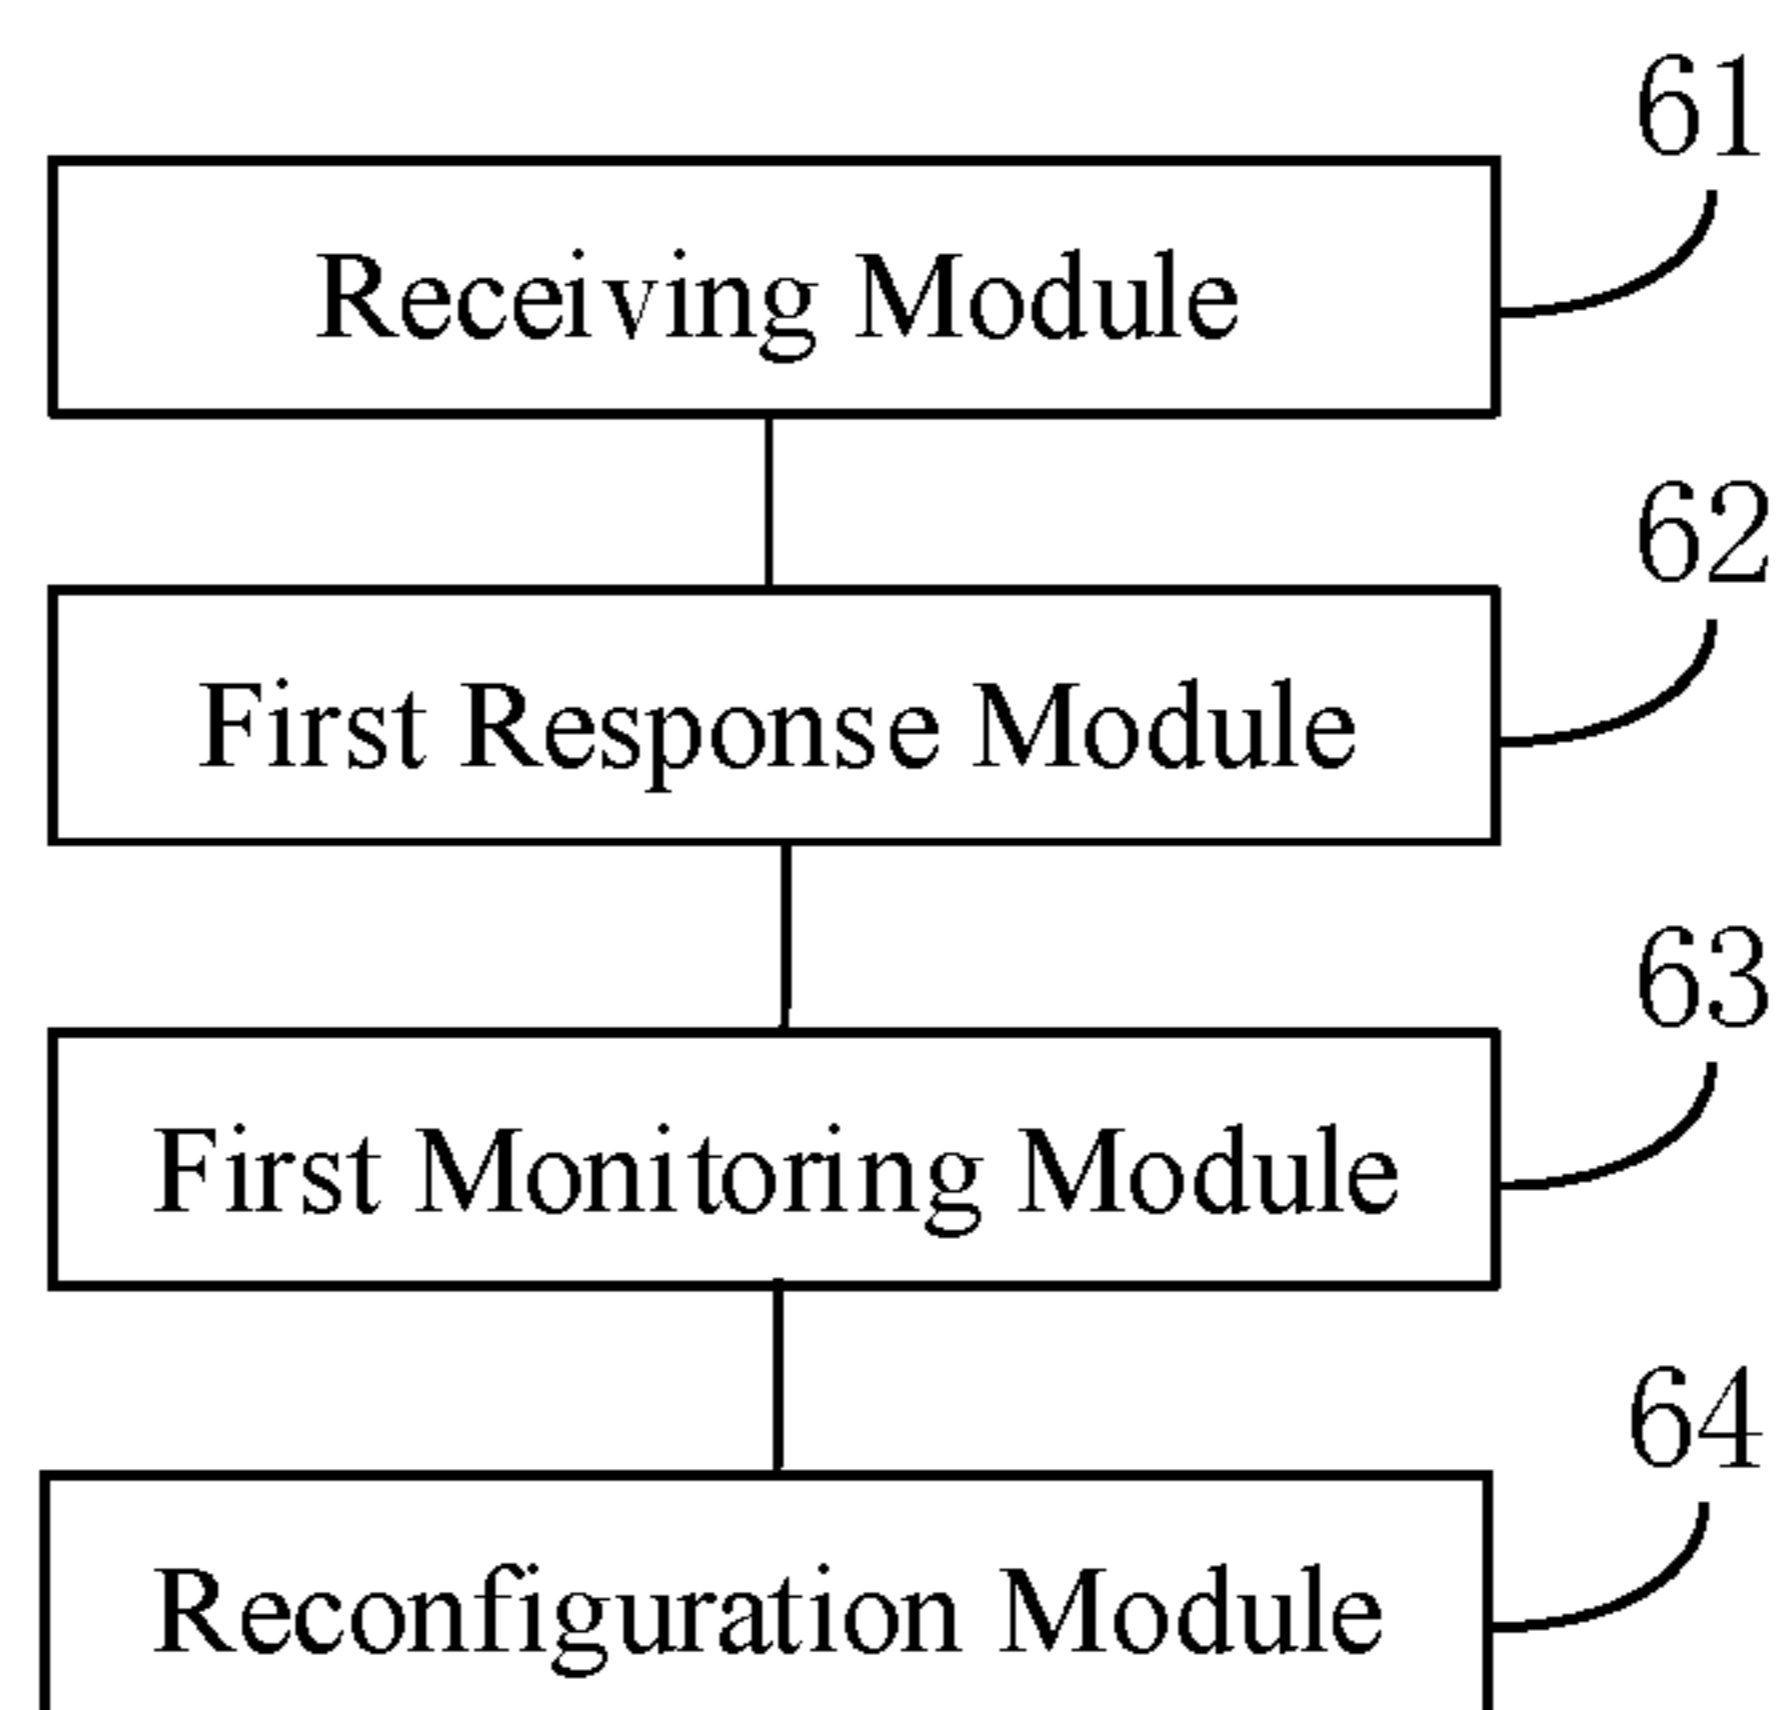 61
Receiving Module
62
First Response Module
63
First Monitoring Module
64
Reconfiguration Module